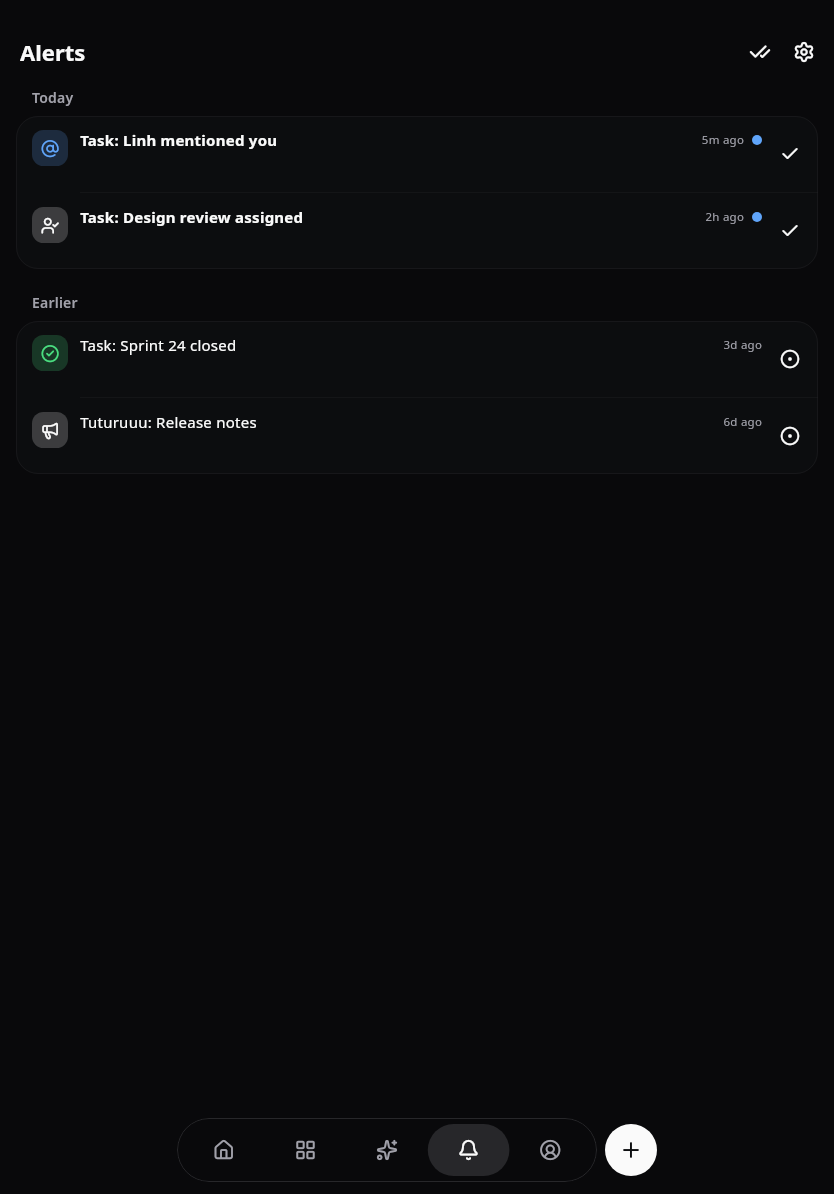 Alerts
Today
Task: Linh mentioned you
5m ago
Task: Design review assigned
2h ago
Earlier
Task: Sprint 24 closed
3d ago
Tuturuuu: Release notes
6d ago